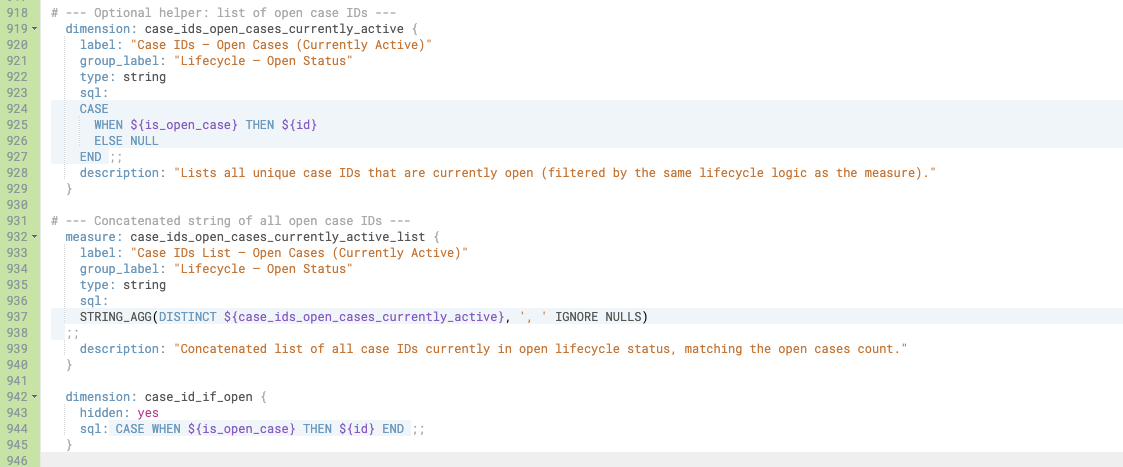 918 # --- Optional helper: list of open case IDs ---
919 dimension: case_ids_open_cases_currently_active {
920 label: "Case IDs – Open Cases (Currently Active)"
921 group_label: "Lifecycle – Open Status"
922 type: string
923 sql:
924 CASE
925 WHEN ${is_open_case} THEN ${id}
926 ELSE NULL
927 END ;;
928 description: "Lists all unique case IDs that are currently open (filtered by the same lifecycle logic as the measure)."
929 }
930
931 # --- Concatenated string of all open case IDs ---
932 measure: case_ids_open_cases_currently_active_list {
933 label: "Case IDs List – Open Cases (Currently Active)"
934 group_label: "Lifecycle – Open Status"
935 type: string
936 sql:
937 STRING_AGG(DISTINCT ${case_ids_open_cases_currently_active}, ', ' IGNORE NULLS)
938 ;;
939 description: "Concatenated list of all case IDs currently in open lifecycle status, matching the open cases count."
940 }
941
942 dimension: case_id_if_open {
943 hidden: yes
944 sql: CASE WHEN ${is_open_case} THEN ${id} END ;;
945 }
946